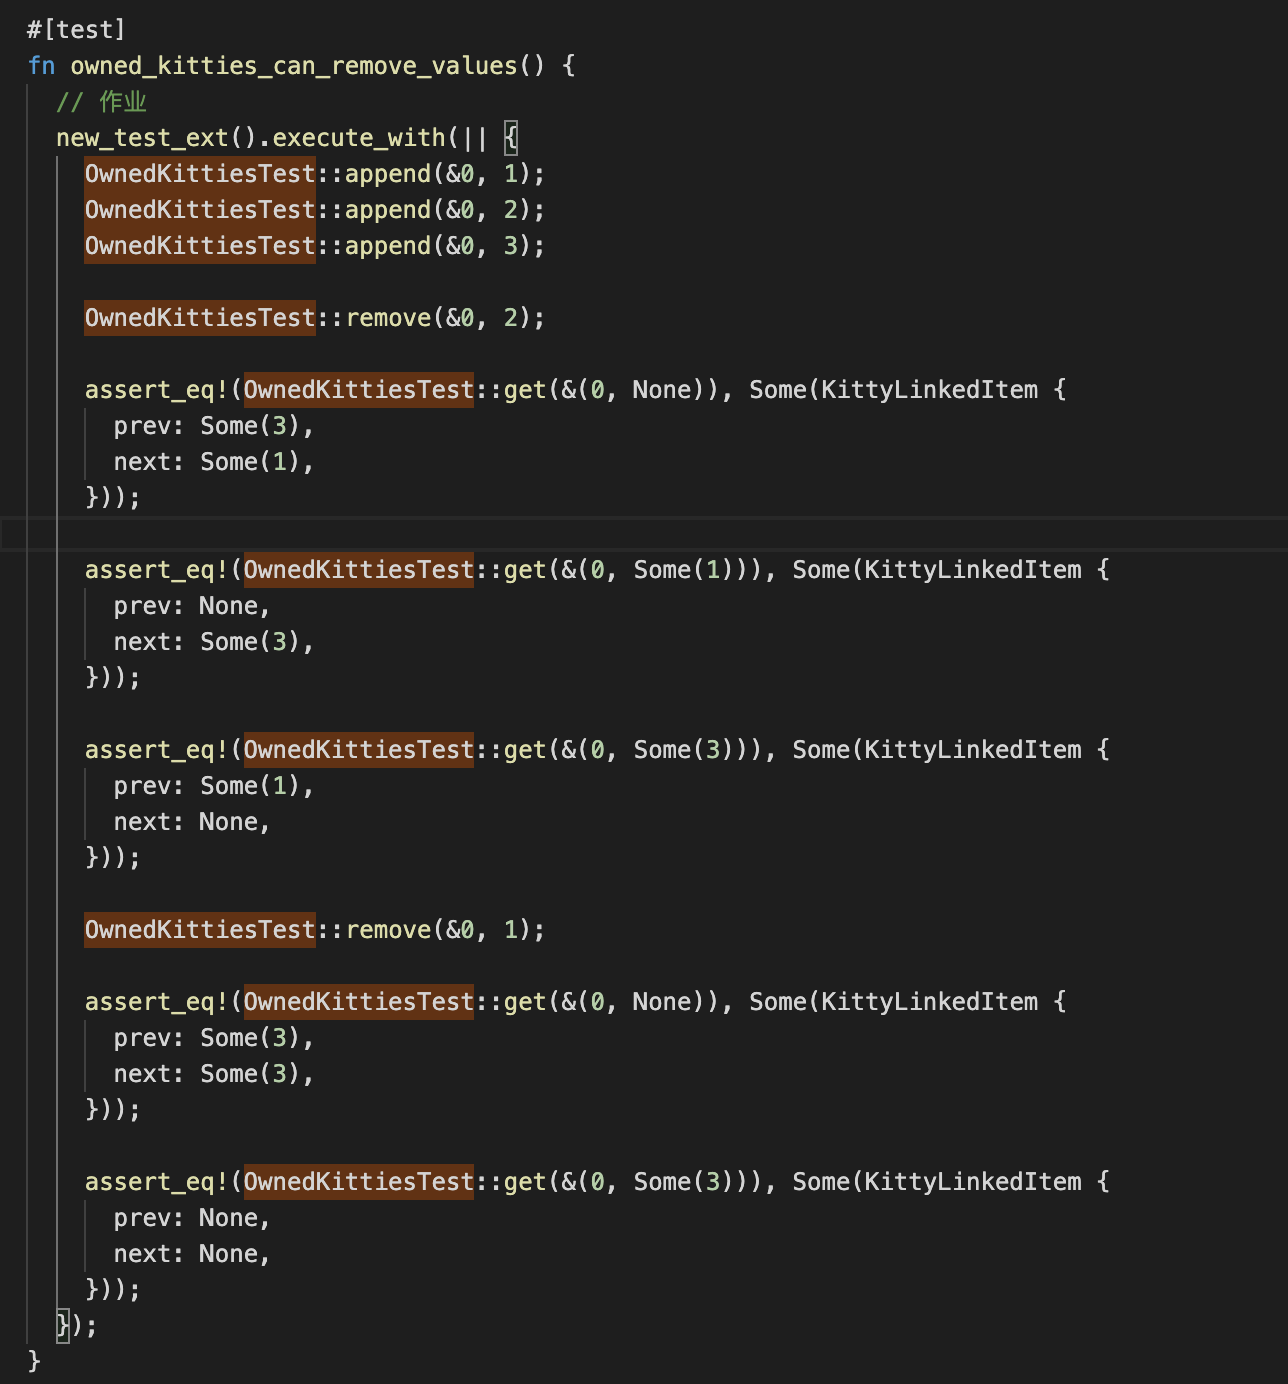 #[test]
fn owned_kitties_can_remove_values() {
  // 作业
  new_test_ext().execute_with(|| {
    OwnedKittiesTest::append(&0, 1);
    OwnedKittiesTest::append(&0, 2);
    OwnedKittiesTest::append(&0, 3);

    OwnedKittiesTest::remove(&0, 2);

    assert_eq!(OwnedKittiesTest::get(&(0, None)), Some(KittyLinkedItem {
      prev: Some(3),
      next: Some(1),
    }));

    assert_eq!(OwnedKittiesTest::get(&(0, Some(1))), Some(KittyLinkedItem {
      prev: None,
      next: Some(3),
    }));

    assert_eq!(OwnedKittiesTest::get(&(0, Some(3))), Some(KittyLinkedItem {
      prev: Some(1),
      next: None,
    }));

    OwnedKittiesTest::remove(&0, 1);

    assert_eq!(OwnedKittiesTest::get(&(0, None)), Some(KittyLinkedItem {
      prev: Some(3),
      next: Some(3),
    }));

    assert_eq!(OwnedKittiesTest::get(&(0, Some(3))), Some(KittyLinkedItem {
      prev: None,
      next: None,
    }));
  });
}